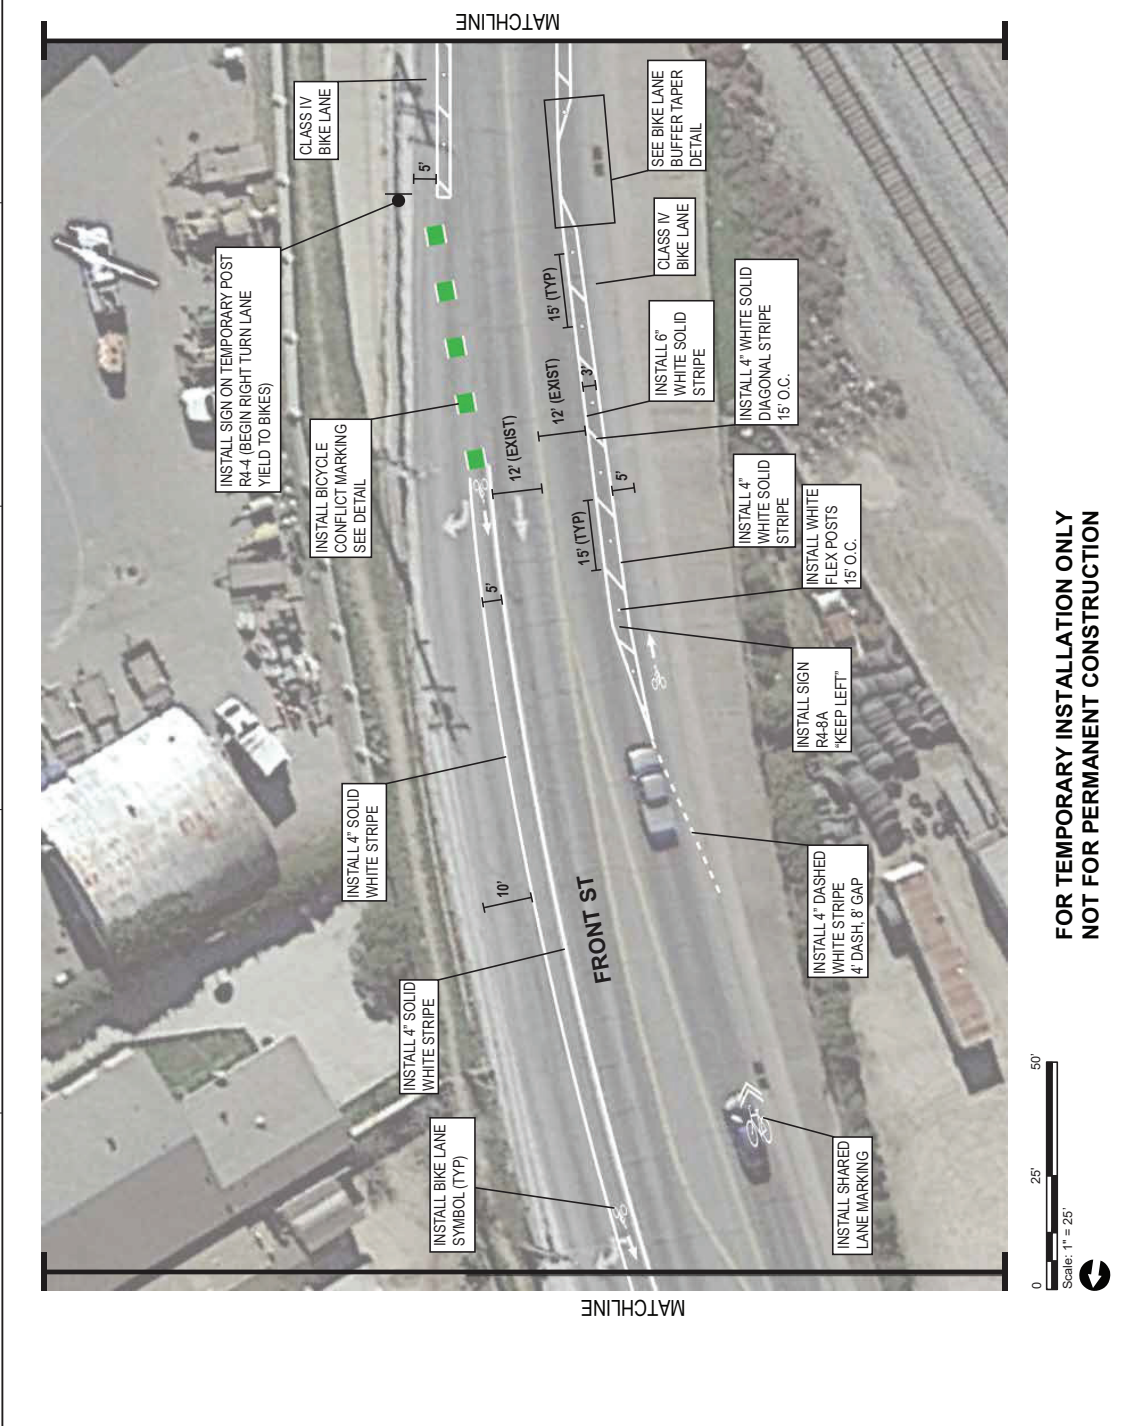 MATCHLINE
CLASS IV
BIKE LANE
5'
INSTALL SIGN ON TEMPORARY POST
R4-4 (BEGIN RIGHT TURN LANE
YIELD TO BIKES)
INSTALL BICYCLE
CONFLICT MARKING
SEE DETAIL
SEE BIKE LANE
BUFFER TAPER
DETAIL
CLASS IV
BIKE LANE
15' (TYP)
12' (EXIST)
3'
12' (EXIST)
INSTALL 6"
WHITE SOLID
STRIPE
INSTALL 4" WHITE SOLID
DIAGONAL STRIPE
15' O.C.
5'
15' (TYP)
5'
INSTALL 4"
WHITE SOLID
STRIPE
INSTALL WHITE
FLEX POSTS
15' O.C.
INSTALL SIGN
R4-8A
"KEEP LEFT"
INSTALL 4" SOLID
WHITE STRIPE
10'
FRONT ST
INSTALL 4" DASHED
WHITE STRIPE
4' DASH, 8' GAP
INSTALL 4" SOLID
WHITE STRIPE
INSTALL BIKE LANE
SYMBOL (TYP)
INSTALL SHARED
LANE MARKING
MATCHLINE
FOR TEMPORARY INSTALLATION ONLY
NOT FOR PERMANENT CONSTRUCTION
0 25' 50'
Scale: 1" = 25'